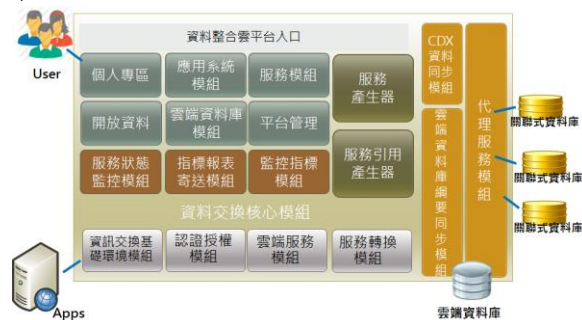 資料整合雲平台入口
User
個人專區
應用系統
模組
服務模組
服務
產生器
開放資料
雲端資料庫
模組
平台管理
服務狀態
監控模組
指標報表
寄送模組
監控指標
模組
服務引用
產生器
資料交換核心模組
資訊交換基
礎環境模組
認證授權
模組
雲端服務
模組
服務轉換
模組
Apps
CDX
資料
同步
模組
雲端資料庫綱要同步模組
代理服務模組
關聯式資料庫
關聯式資料庫
關聯式資料庫
雲端資料庫